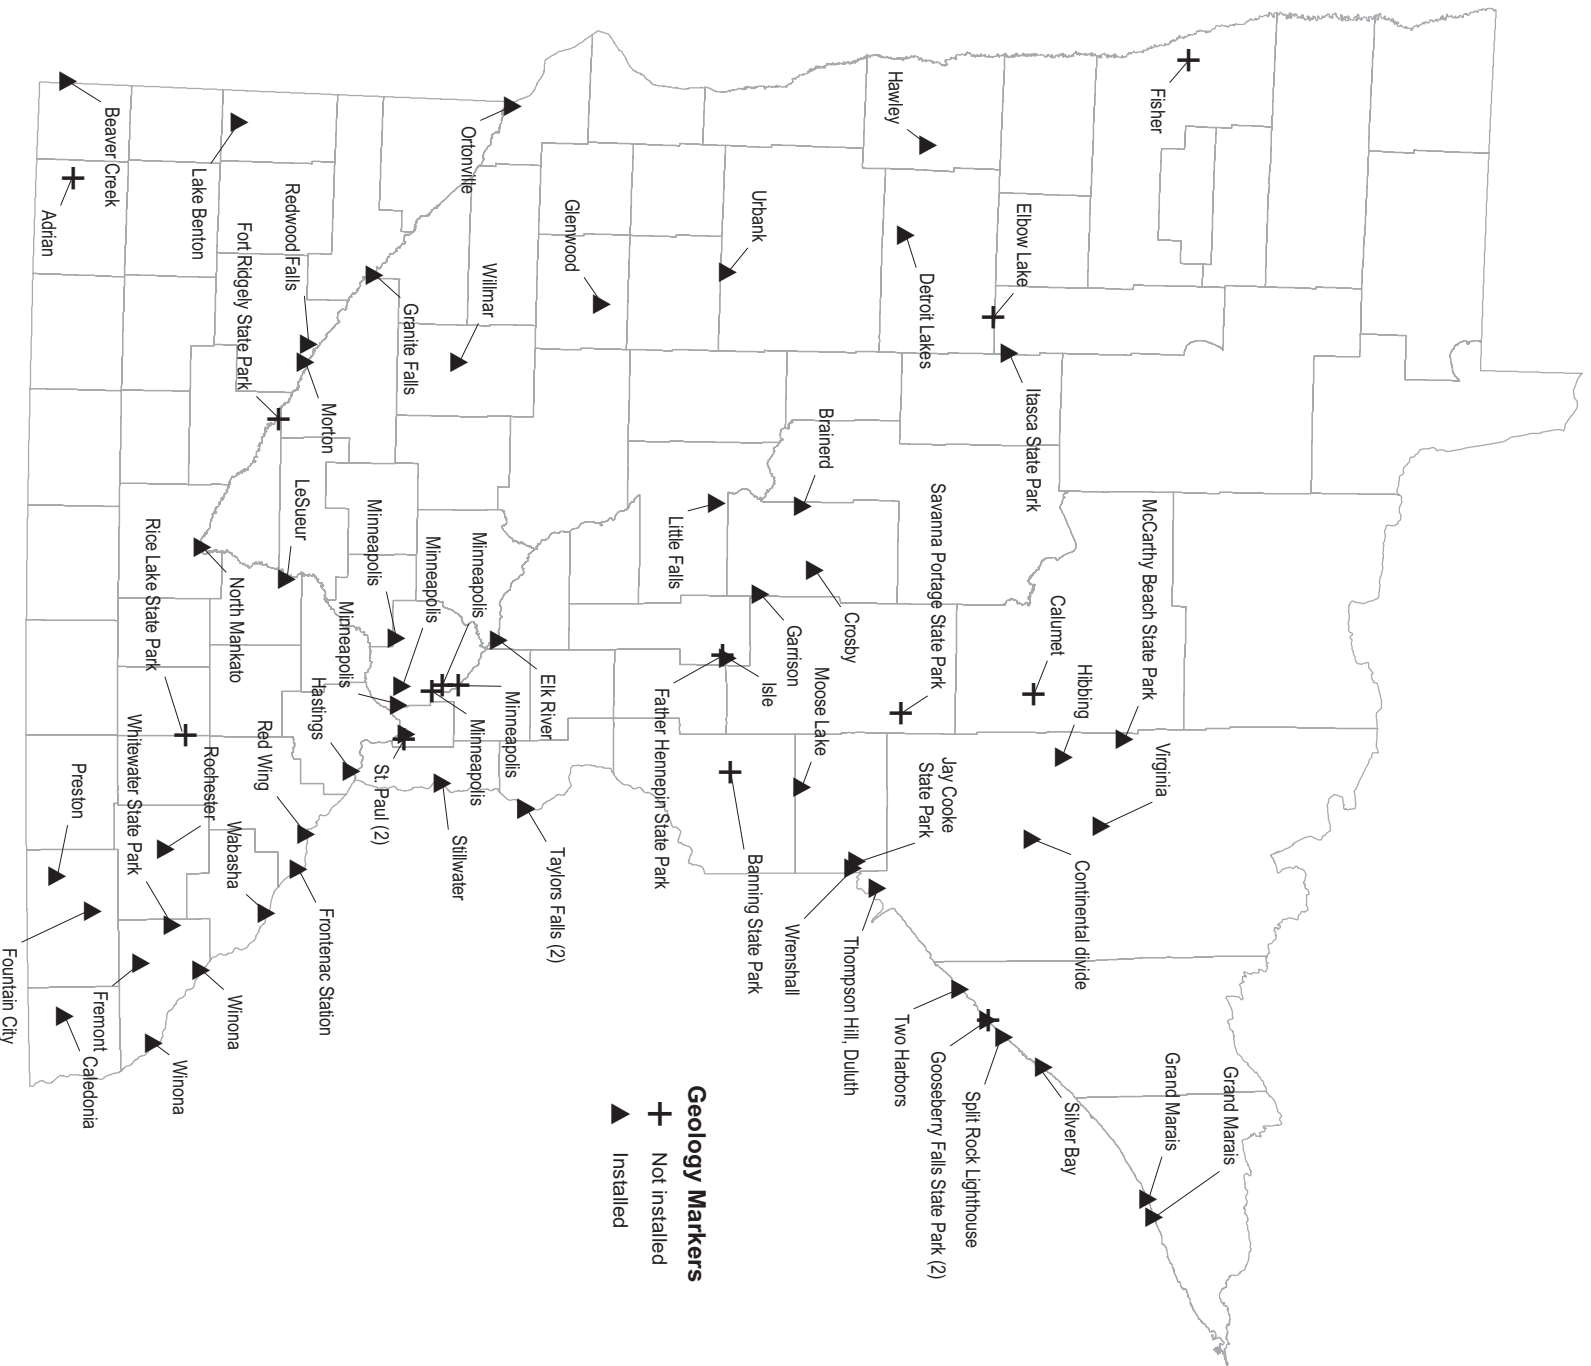 Fisher
Hawley
Elbow Lake
Detroit Lakes
Itasca State Park
Urbank
Glenwood
Ortonville
Willmar
Granite Falls
Redwood Falls
Morton
Fort Ridgely State Park
Lake Benton
Beaver Creek
Adrian
Brainerd
Little Falls
Crosby
Garrison
Isle
Father Hennepin State Park
Savanna Portage State Park
McCarthy Beach State Park
Calumet
Hibbing
Virginia
Continental divide
Moose Lake
Jay Cooke
State Park
Banning State Park
Wrenshall
Thompson Hill, Duluth
Two Harbors
Gooseberry Falls State Park (2)
Split Rock Lighthouse
Silver Bay
Grand Marais
Grand Marais
LeSueur
North Mankato
Rice Lake State Park
Minneapolis
Minneapolis
Minneapolis
Minneapolis
Minneapolis
Minneapolis
Elk River
Hastings
St. Paul (2)
Stillwater
Taylors Falls (2)
Red Wing
Frontenac Station
Wabasha
Rochester
Whitewater State Park
Preston
Winona
Winona
Fremont
Caledonia
Fountain City
Geology Markers
Not installed
Installed